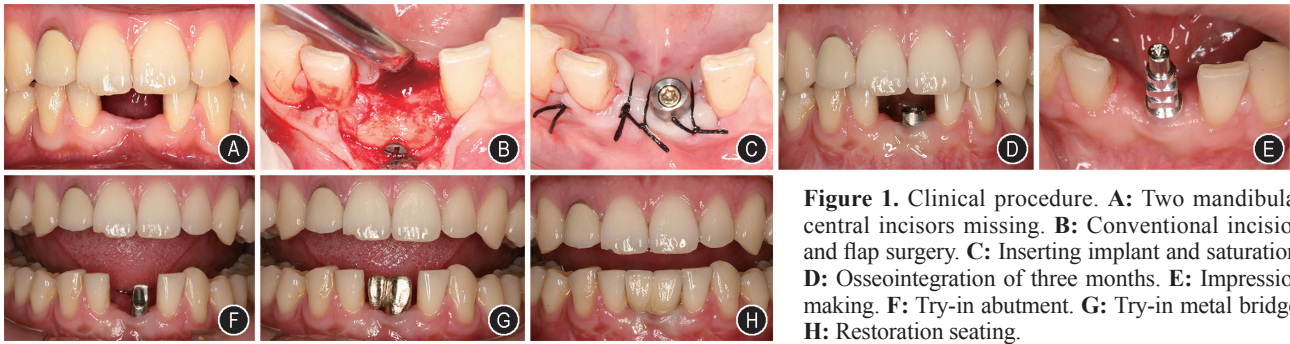 A
B
C
D
E
F
G
H
Figure 1. Clinical procedure. A: Two mandibula
central incisors missing. B: Conventional incisio
and flap surgery. C: Inserting implant and saturation
D: Osseointegration of three months. E: Impressio
making. F: Try-in abutment. G: Try-in metal bridg
H: Restoration seating.